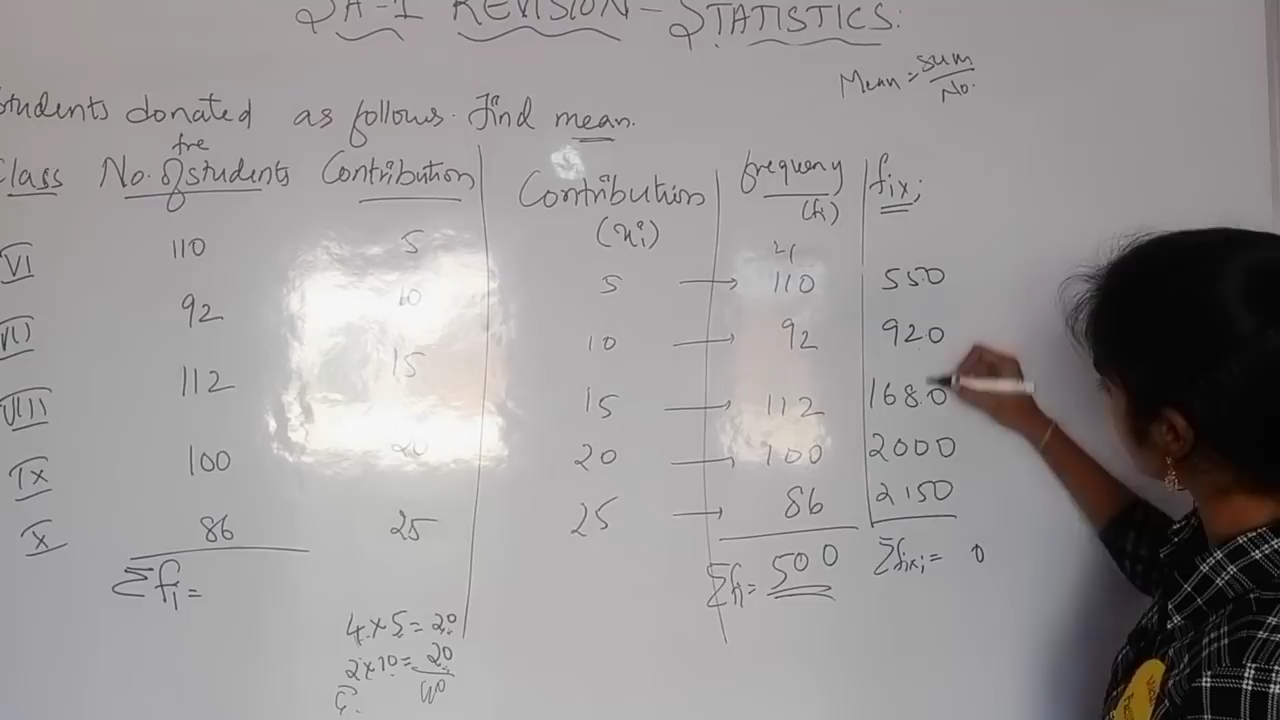 SA-1 REVISION - STATISTICS:
Mean = sum
No.
students donated as follows. Find mean.
fre
Class No. of students Contribution
Contribution frequency fixi
(xi) (fi)
VI 110 5
5 → 110 550
VII 92 10
10 → 92 920
VIII 112 15
15 → 112 1680
IX 100 20
20 → 100 2000
X 86 25
25 → 86 2150
Σfi =
Σfi = 500 Σfixi = 0
4 x 5 = 20
2 x 10 = 20
40